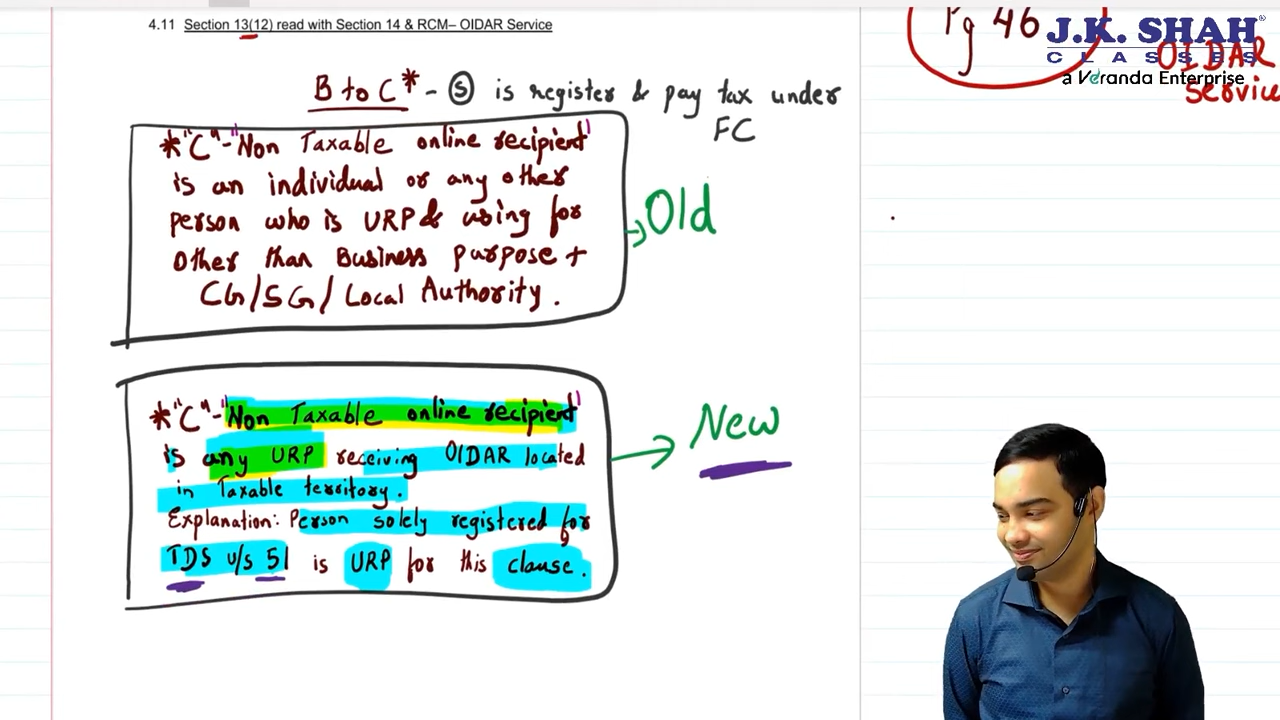 4.11 Section 13(12) read with Section 14 & RCM– OIDAR Service
Pg 46
J.K. SHAH®
CLASSES
a Veranda Enterprise
OIDAR
service
B to C* - (S) is register & pay tax under
FC
*"C"-"Non Taxable online recipient"
is an individual or any other
person who is URP & using for
other than Business purpose +
CG/SG/Local Authority.
→Old
*"C"-"Non Taxable online recipient"
is any URP receiving OIDAR located
in Taxable territory.
Explanation: Person solely registered for
TDS u/s 51 is URP for this clause.
→ New